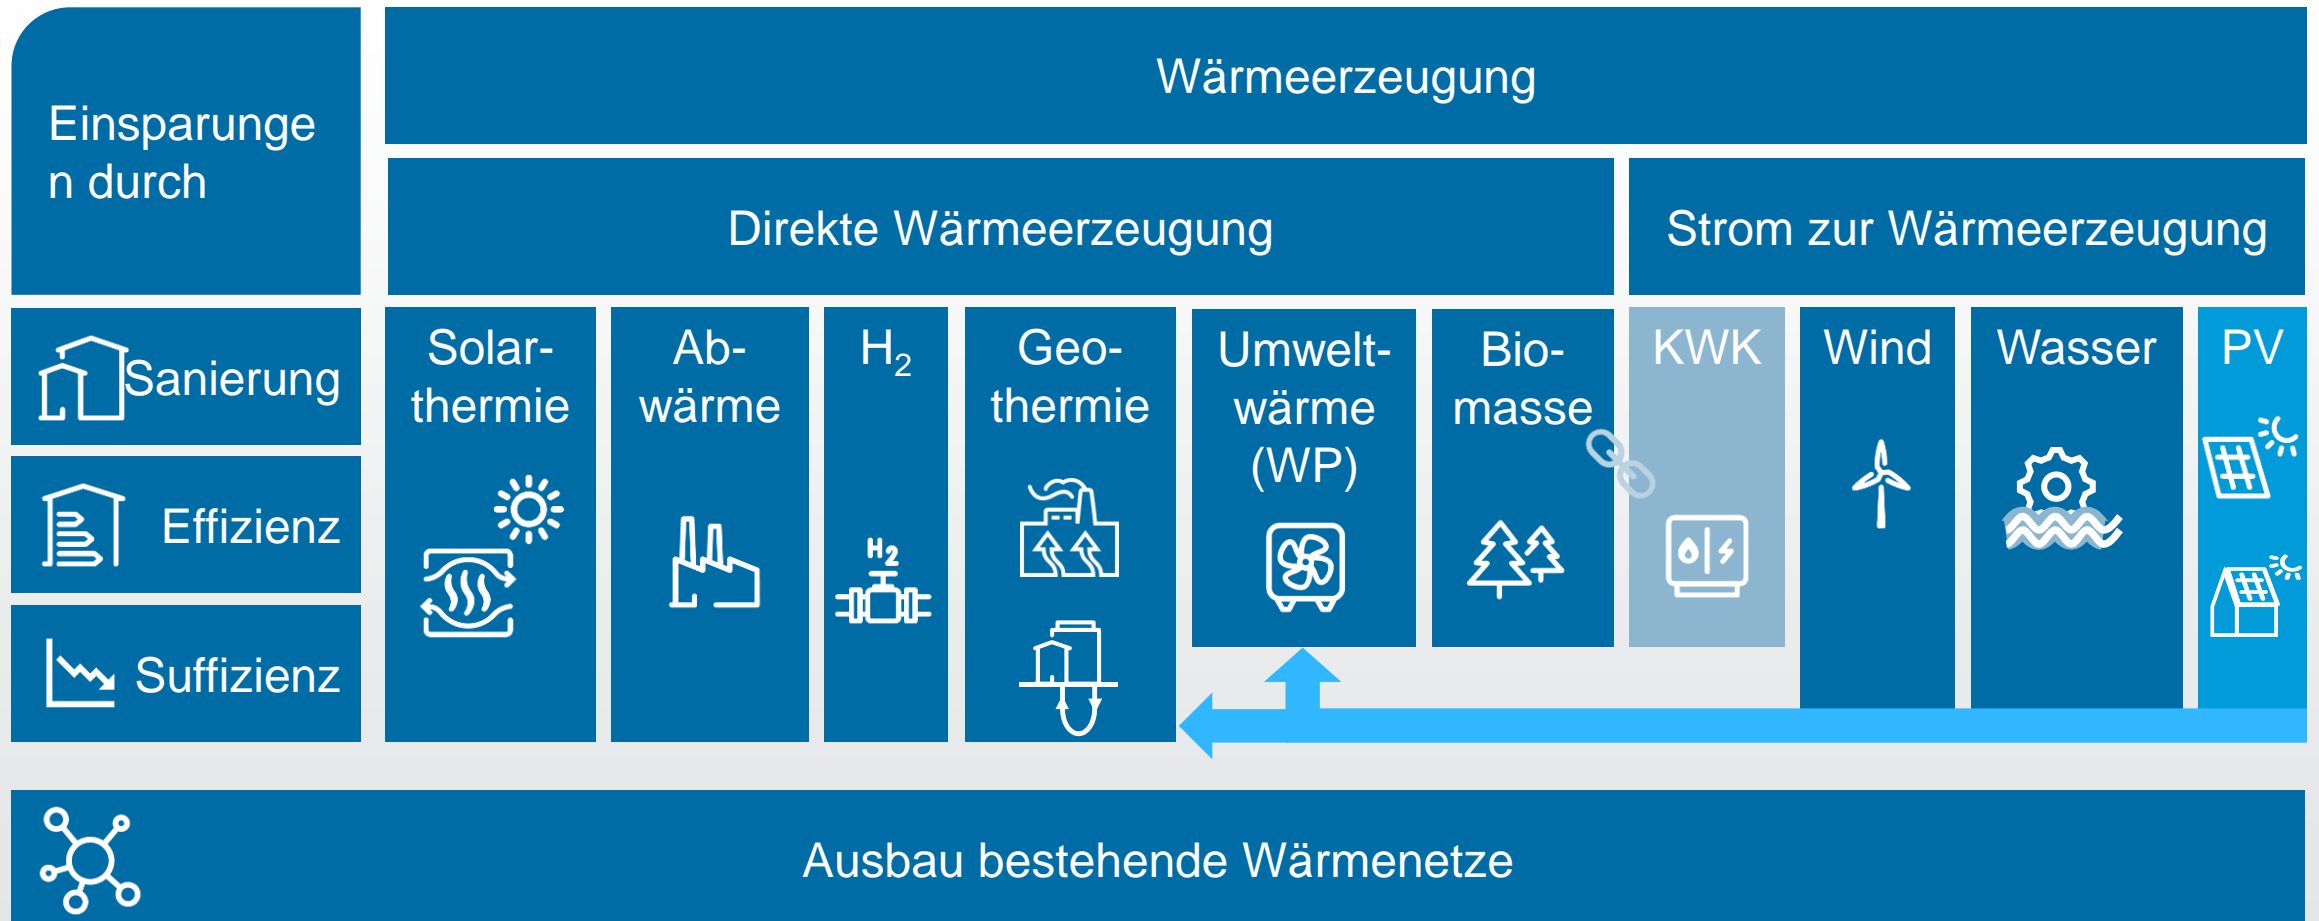 Einsparunge
n durch
Wärmeerzeugung
Direkte Wärmeerzeugung
Strom zur Wärmeerzeugung
Sanierung
Effizienz
Suffizienz
Solar-
thermie
Ab-
wärme
H₂
H₂
Geo-
thermie
Umwelt-
wärme
(WP)
Bio-
masse
KWK
Wind
Wasser
PV
Ausbau bestehende Wärmenetze